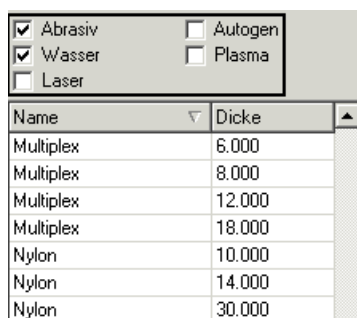 Abrasiv Autogen
Wasser Plasma
Laser
Name Dicke
Multiplex 6.000
Multiplex 8.000
Multiplex 12.000
Multiplex 18.000
Nylon 10.000
Nylon 14.000
Nylon 30.000